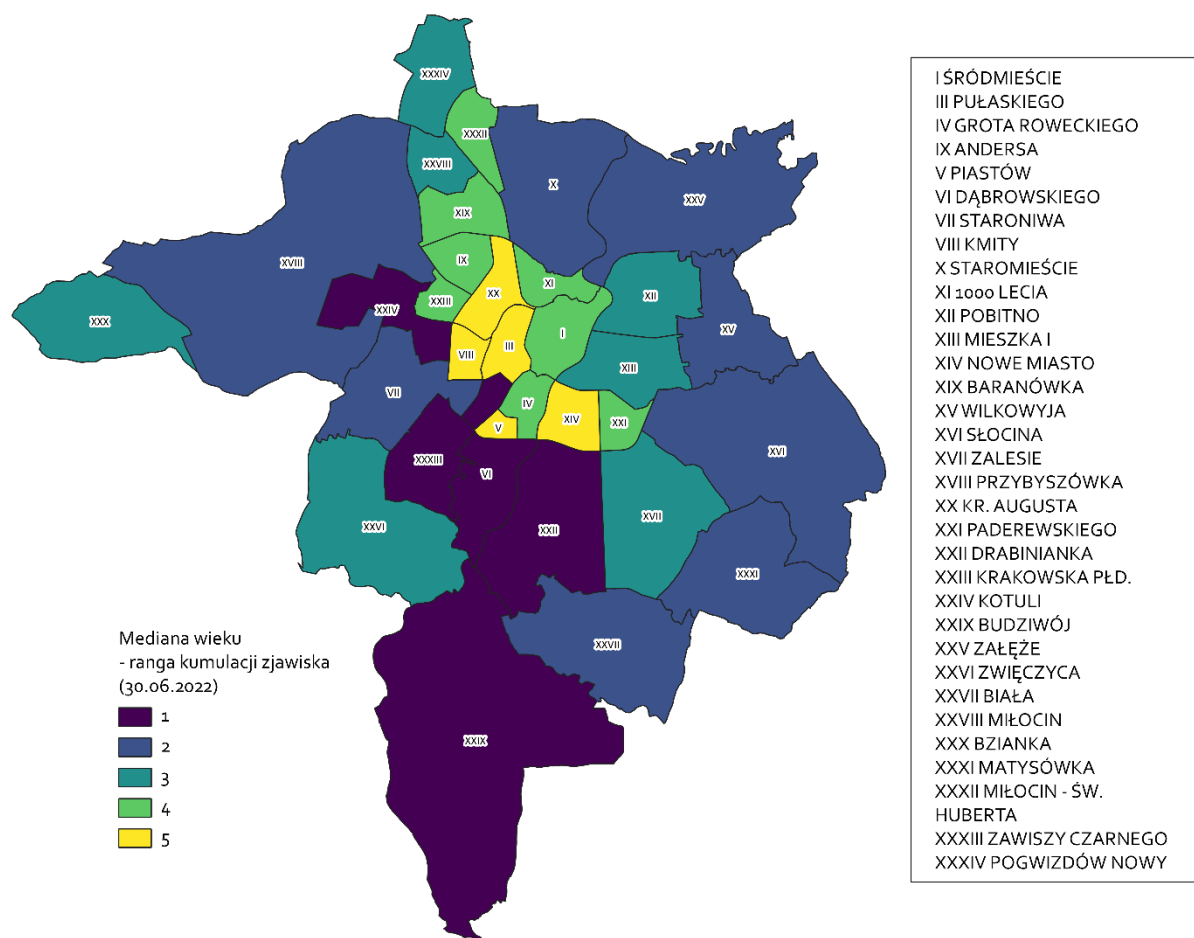 XXXIV
XXXII
XXVIII
X
XXV
XIX
XVIII
IX
XX
XI
XII
XXIII
XXIV
XXX
I
XV
VIII
III
XIII
VII
IV
XIV
XXI
V
XVI
XXXIII
VI
XXII
XVII
XXVI
XXXI
XXVII
XXIX
Mediana wieku
- ranga kumulacji zjawiska
(30.06.2022)
1
2
3
4
5
I ŚRÓDMIEŚCIE
III PUŁASKIEGO
IV GROTA ROWECKIEGO
IX ANDERSA
V PIASTÓW
VI DĄBROWSKIEGO
VII STARONIWA
VIII KMITY
X STAROMIEŚCIE
XI 1000 LECIA
XII POBITNO
XIII MIESZKA I
XIV NOWE MIASTO
XIX BARANÓWKA
XV WILKOWYJA
XVI SŁOCINA
XVII ZALESIE
XVIII PRZYBYSZÓWKA
XX KR. AUGUSTA
XXI PADEREWSKIEGO
XXII DRABINIANKA
XXIII KRAKOWSKA PŁD.
XXIV KOTULI
XXIX BUDZIWÓJ
XXV ZAŁĘŻE
XXVI ZWIĘCZYCA
XXVII BIAŁA
XXVIII MIŁOCIN
XXX BZIANKA
XXXI MATYSÓWKA
XXXII MIŁOCIN - ŚW.
HUBERTA
XXXIII ZAWISZY CZARNEGO
XXXIV POGWIZDÓW NOWY